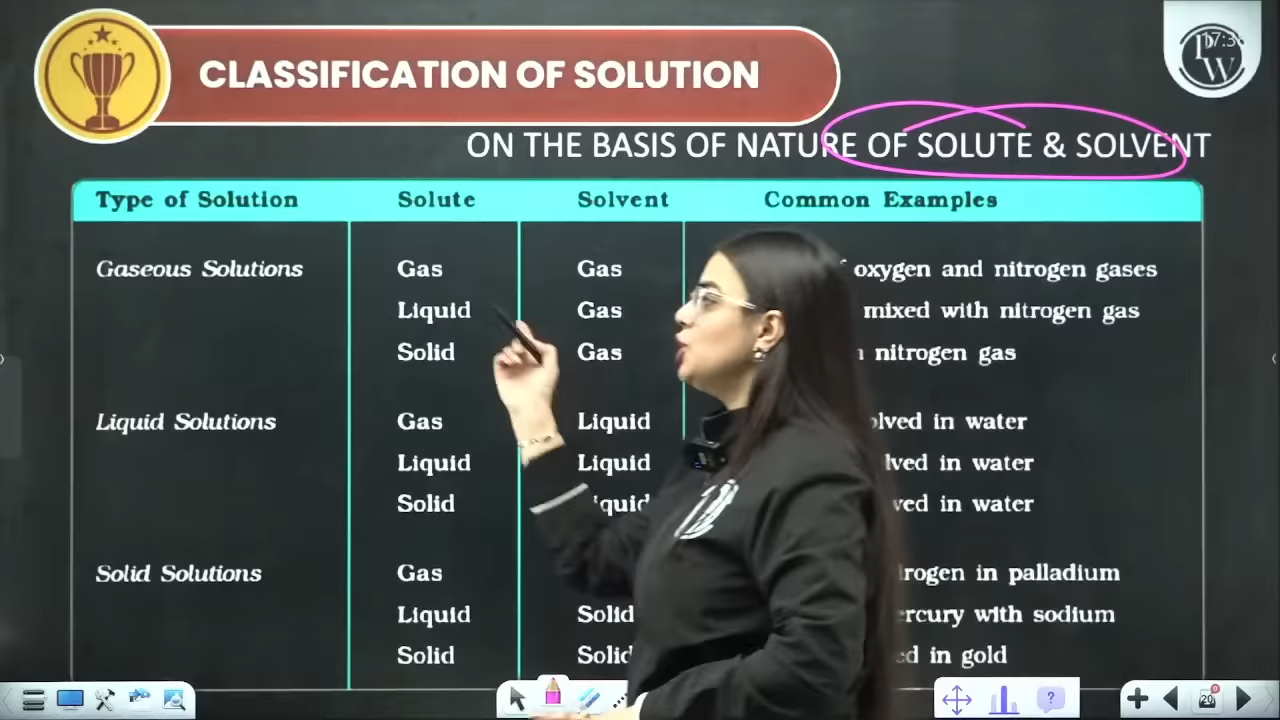 CLASSIFICATION OF SOLUTION
ON THE BASIS OF NATURE OF SOLUTE & SOLVENT
Type of Solution Solute Solvent Common Examples
Gaseous Solutions Gas Gas oxygen and nitrogen gases
Liquid Gas mixed with nitrogen gas
Solid Gas nitrogen gas
Liquid Solutions Gas Liquid in water
Liquid Liquid in water
Solid in water
Solid Solutions Gas in palladium
Liquid Solid with sodium
Solid Solid in gold